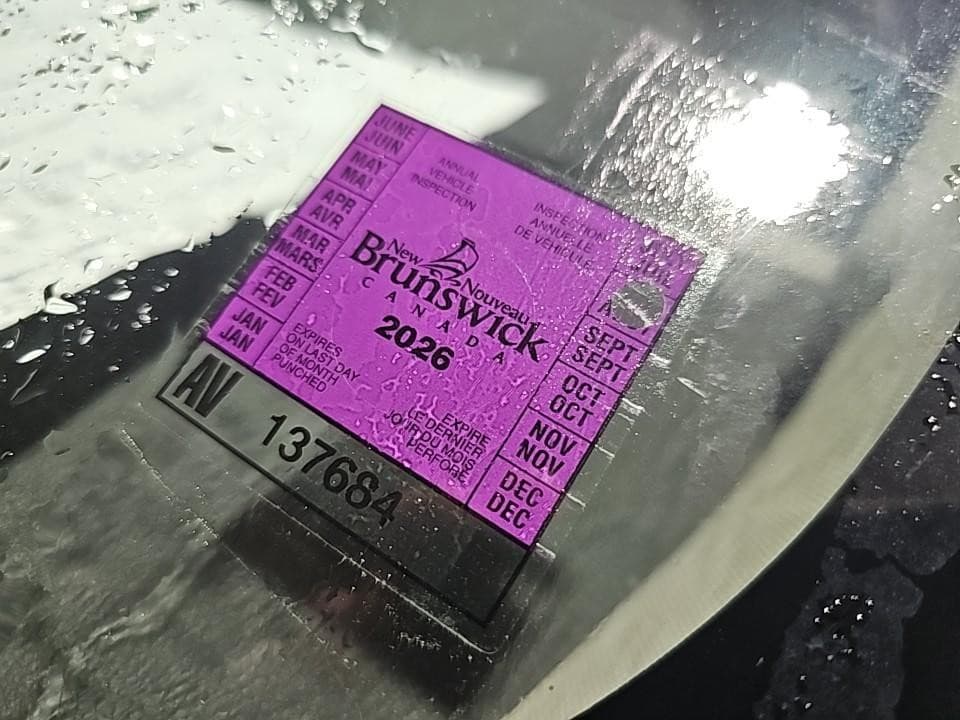 JUNE
JUIN
MAY
MAI
APR
AVR
MAR
MARS
FEB
FEV
JAN
JAN
ANNUAL
VEHICLE
INSPECTION
INSPECTION
ANNUELLE
DE VÉHICULE
New Nouveau
Brunswick
CANADA
2026
EXPIRES
ON LAST DAY
OF MONTH
PUNCHED
EXPIRE
LE DERNIER
JOUR DU MOIS
PERFORÉ
SEPT
SEPT
OCT
OCT
NOV
NOV
DEC
DEC
AV
137684